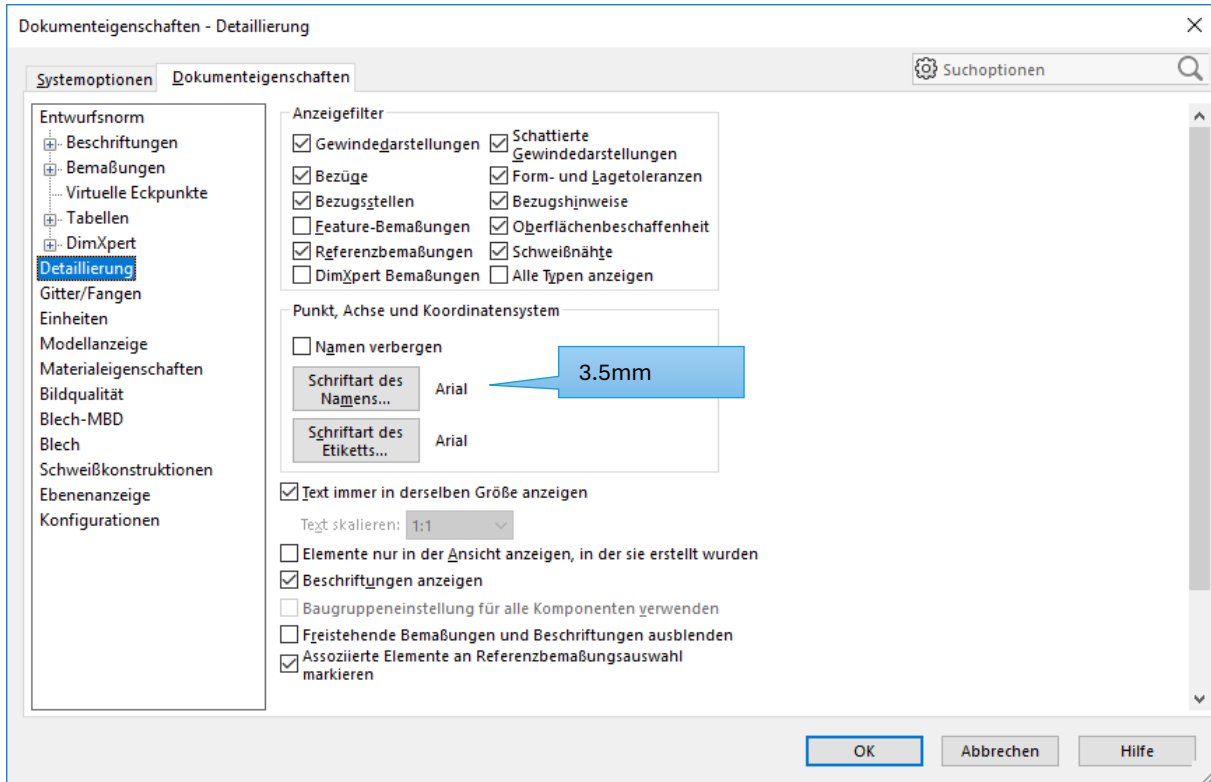 Dokumenteigenschaften - Detaillierung
Systemoptionen
Dokumenteigenschaften
Suchoptionen
Entwurfsnorm
Beschriftungen
Bemaßungen
Virtuelle Eckpunkte
Tabellen
DimXpert
Detaillierung
Gitter/Fangen
Einheiten
Modellanzeige
Materialeigenschaften
Bildqualität
Blech-MBD
Blech
Schweißkonstruktionen
Ebenenanzeige
Konfigurationen
Anzeigefilter
Gewindedarstellungen
Schattierte
Gewindedarstellungen
Bezüge
Form- und Lagetoleranzen
Bezugsstellen
Bezugshinweise
Feature-Bemaßungen
Oberflächenbeschaffenheit
Referenzbemaßungen
Schweißnähte
DimXpert Bemaßungen
Alle Typen anzeigen
Punkt, Achse und Koordinatensystem
Namen verbergen
Schriftart des
Namens...
Arial
3.5mm
Schriftart des
Etiketts...
Arial
Text immer in derselben Größe anzeigen
Text skalieren:
1:1
Elemente nur in der Ansicht anzeigen, in der sie erstellt wurden
Beschriftungen anzeigen
Baugruppeneinstellung für alle Komponenten verwenden
Freistehende Bemaßungen und Beschriftungen ausblenden
Assoziierte Elemente an Referenzbemaßungsauswahl
markieren
OK
Abbrechen
Hilfe